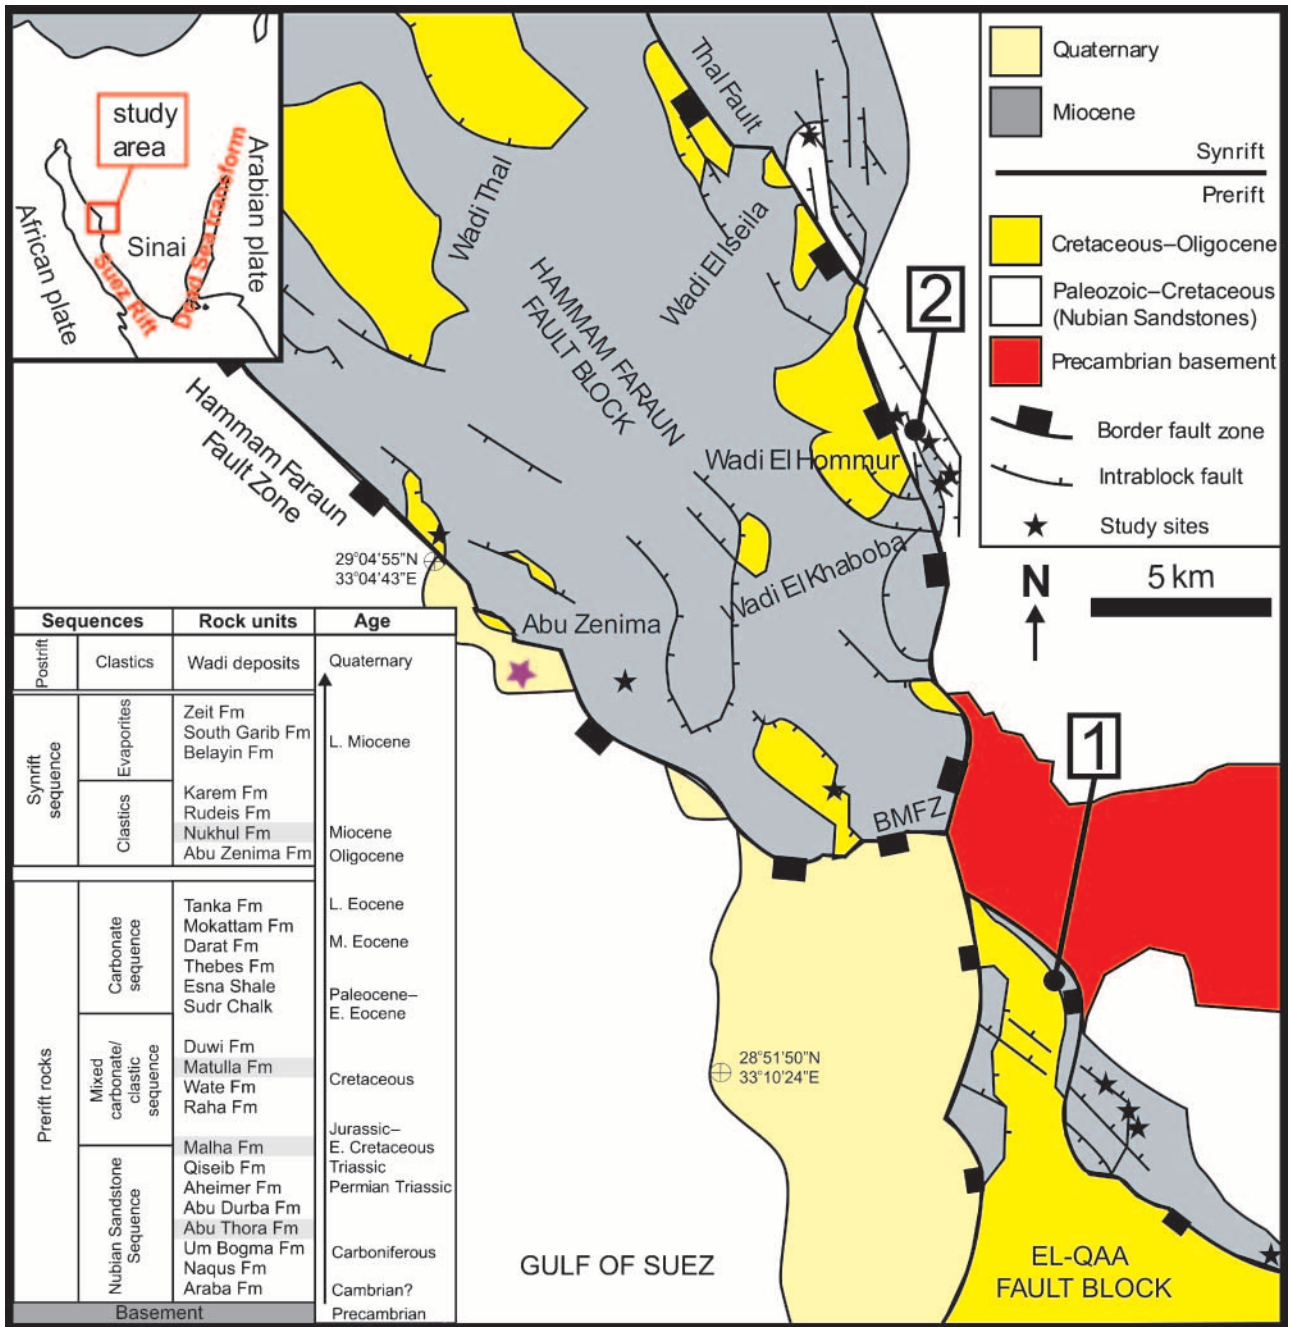 study
area
African plate
Suez Rift
Sinai
Dead Sea transform
Arabian plate
Thal Fault
Wadi Thal
Wadi El Iseila
HAMMAM FARAUN
FAULT BLOCK
Hammam Faraun
Fault Zone
2
Wadi El Hommur
Wadi El Khaboba
29°04'55"N
33°04'43"E
Abu Zenima
BMFZ
1
28°51'50"N
33°10'24"E
GULF OF SUEZ
EL-QAA
FAULT BLOCK
Quaternary
Miocene
Synrift
Prerift
Cretaceous–Oligocene
Paleozoic–Cretaceous
(Nubian Sandstones)
Precambrian basement
Border fault zone
Intrablock fault
Study sites
N
5 km
Sequences Rock units Age
Postrift Clastics Wadi deposits Quaternary
Synrift
sequence
Evaporites
Zeit Fm
South Garib Fm
Belayin Fm
L. Miocene
Clastics
Karem Fm
Rudeis Fm
Nukhul Fm Miocene
Abu Zenima Fm Oligocene
Prerift rocks
Carbonate
sequence
Tanka Fm L. Eocene
Mokattam Fm
Darat Fm M. Eocene
Thebes Fm
Esna Shale
Sudr Chalk
Paleocene–
E. Eocene
Mixed
carbonate/
clastic
sequence
Duwi Fm
Matulla Fm
Wate Fm
Raha Fm
Cretaceous
Nubian Sandstone
Sequence
Jurassic–
Malha Fm E. Cretaceous
Qiseib Fm Triassic
Aheimer Fm Permian Triassic
Abu Durba Fm
Abu Thora Fm
Um Bogma Fm Carboniferous
Naqus Fm
Araba Fm Cambrian?
Basement Precambrian